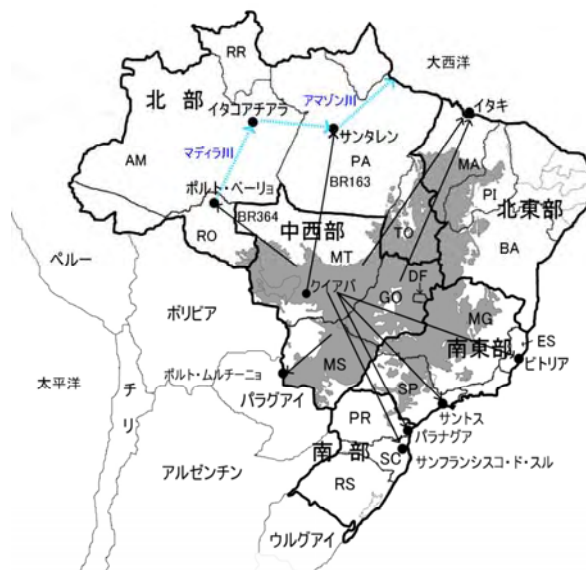 RR
大西洋
北 部
イタコアチアラ
アマゾン川
イタキ
サンタレン
マディラ川
AM
PA
MA
BR163
ポルト・ベーリョ
PI
北東部
BR364
TO
RO
中西部
BA
MT
ペルー
DF
クイアバ
GO
MG
ボリビア
ES
南東部
ビトリア
ポルト・ムルチーニョ
MS
SP
太平洋
チリ
パラグアイ
サントス
PR
パラナグア
南 部
SC
サンフランシスコ・ド・スル
アルゼンチン
RS
ウルグアイ